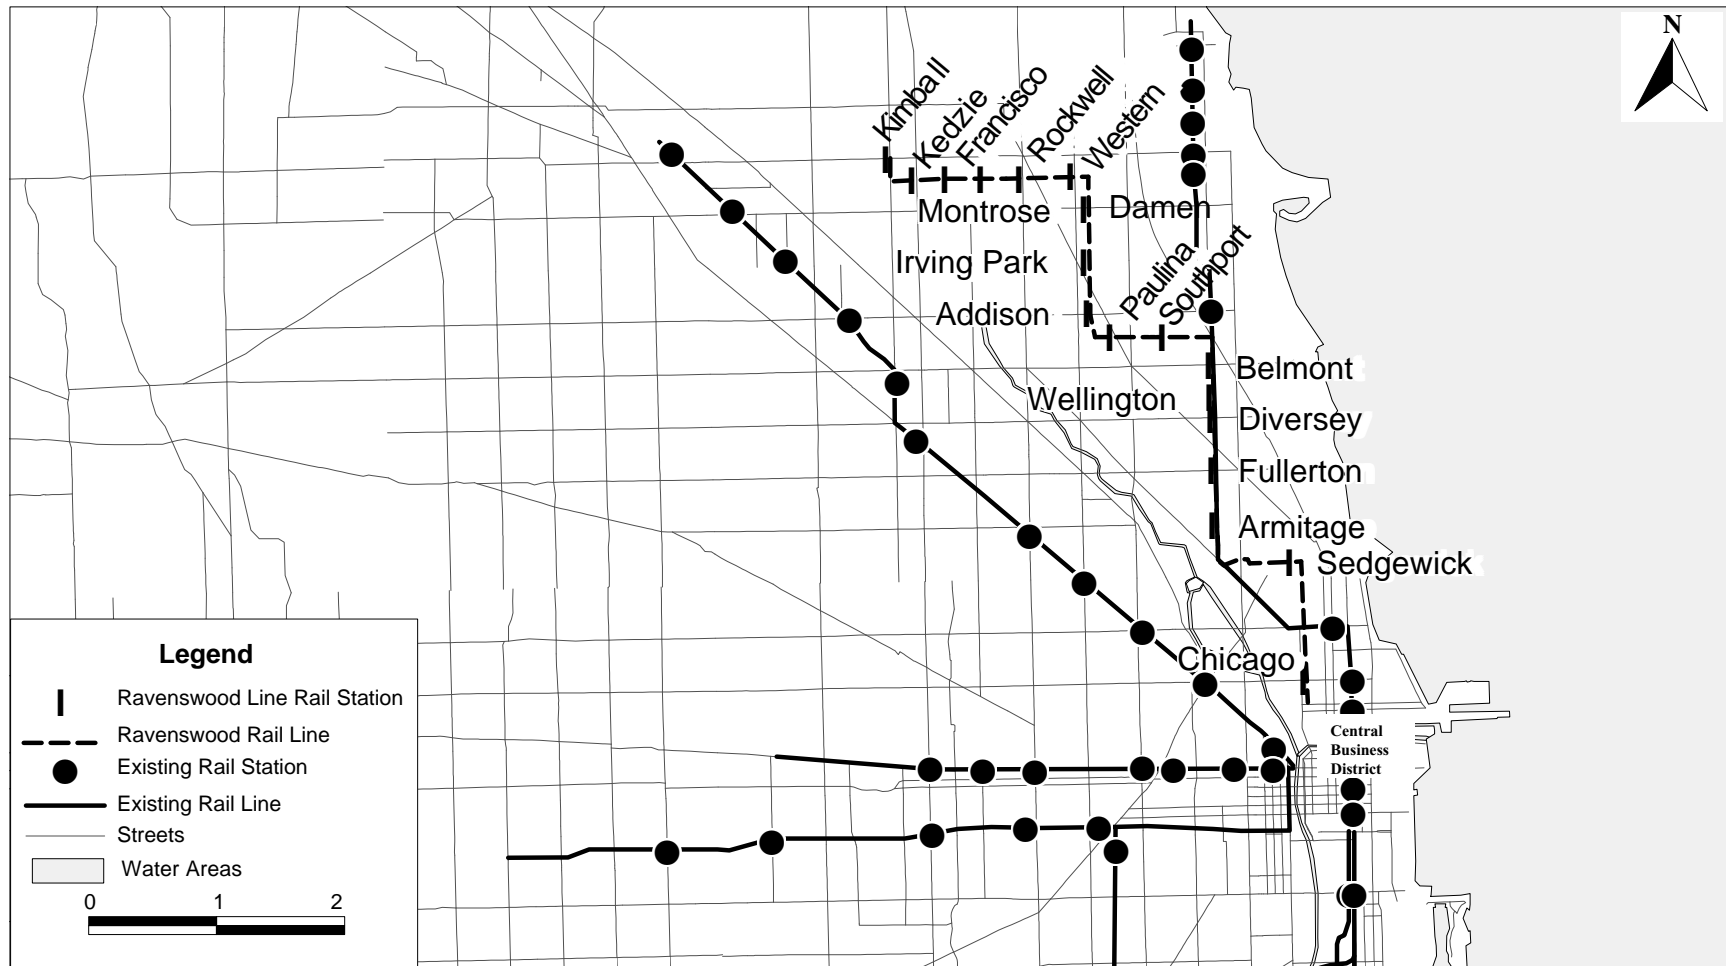 N
Kimball
Kedzie
Francisco
Rockwell
Western
Montrose
Damen
Irving Park
Paulina
Southport
Addison
Belmont
Wellington
Diversey
Fullerton
Armitage
Sedgewick
Chicago
Central
Business
District
Legend
Ravenswood Line Rail Station
Ravenswood Rail Line
Existing Rail Station
Existing Rail Line
Streets
Water Areas
0 1 2